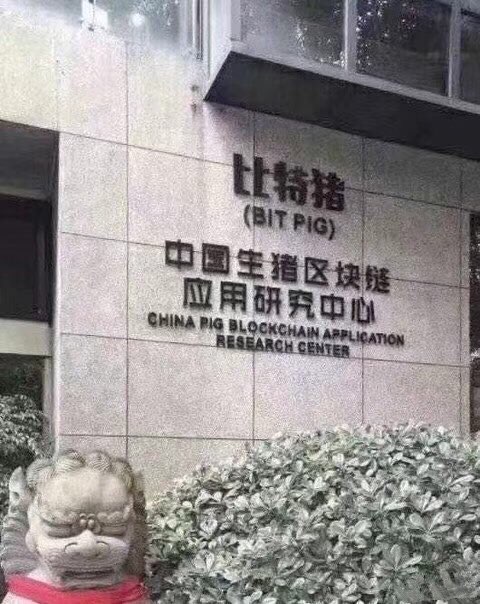 比特猪
(BIT PIG)
中国生猪区块链
应用研究中心
CHINA PIG BLOCKCHAIN APPLICATION
RESEARCH CENTER